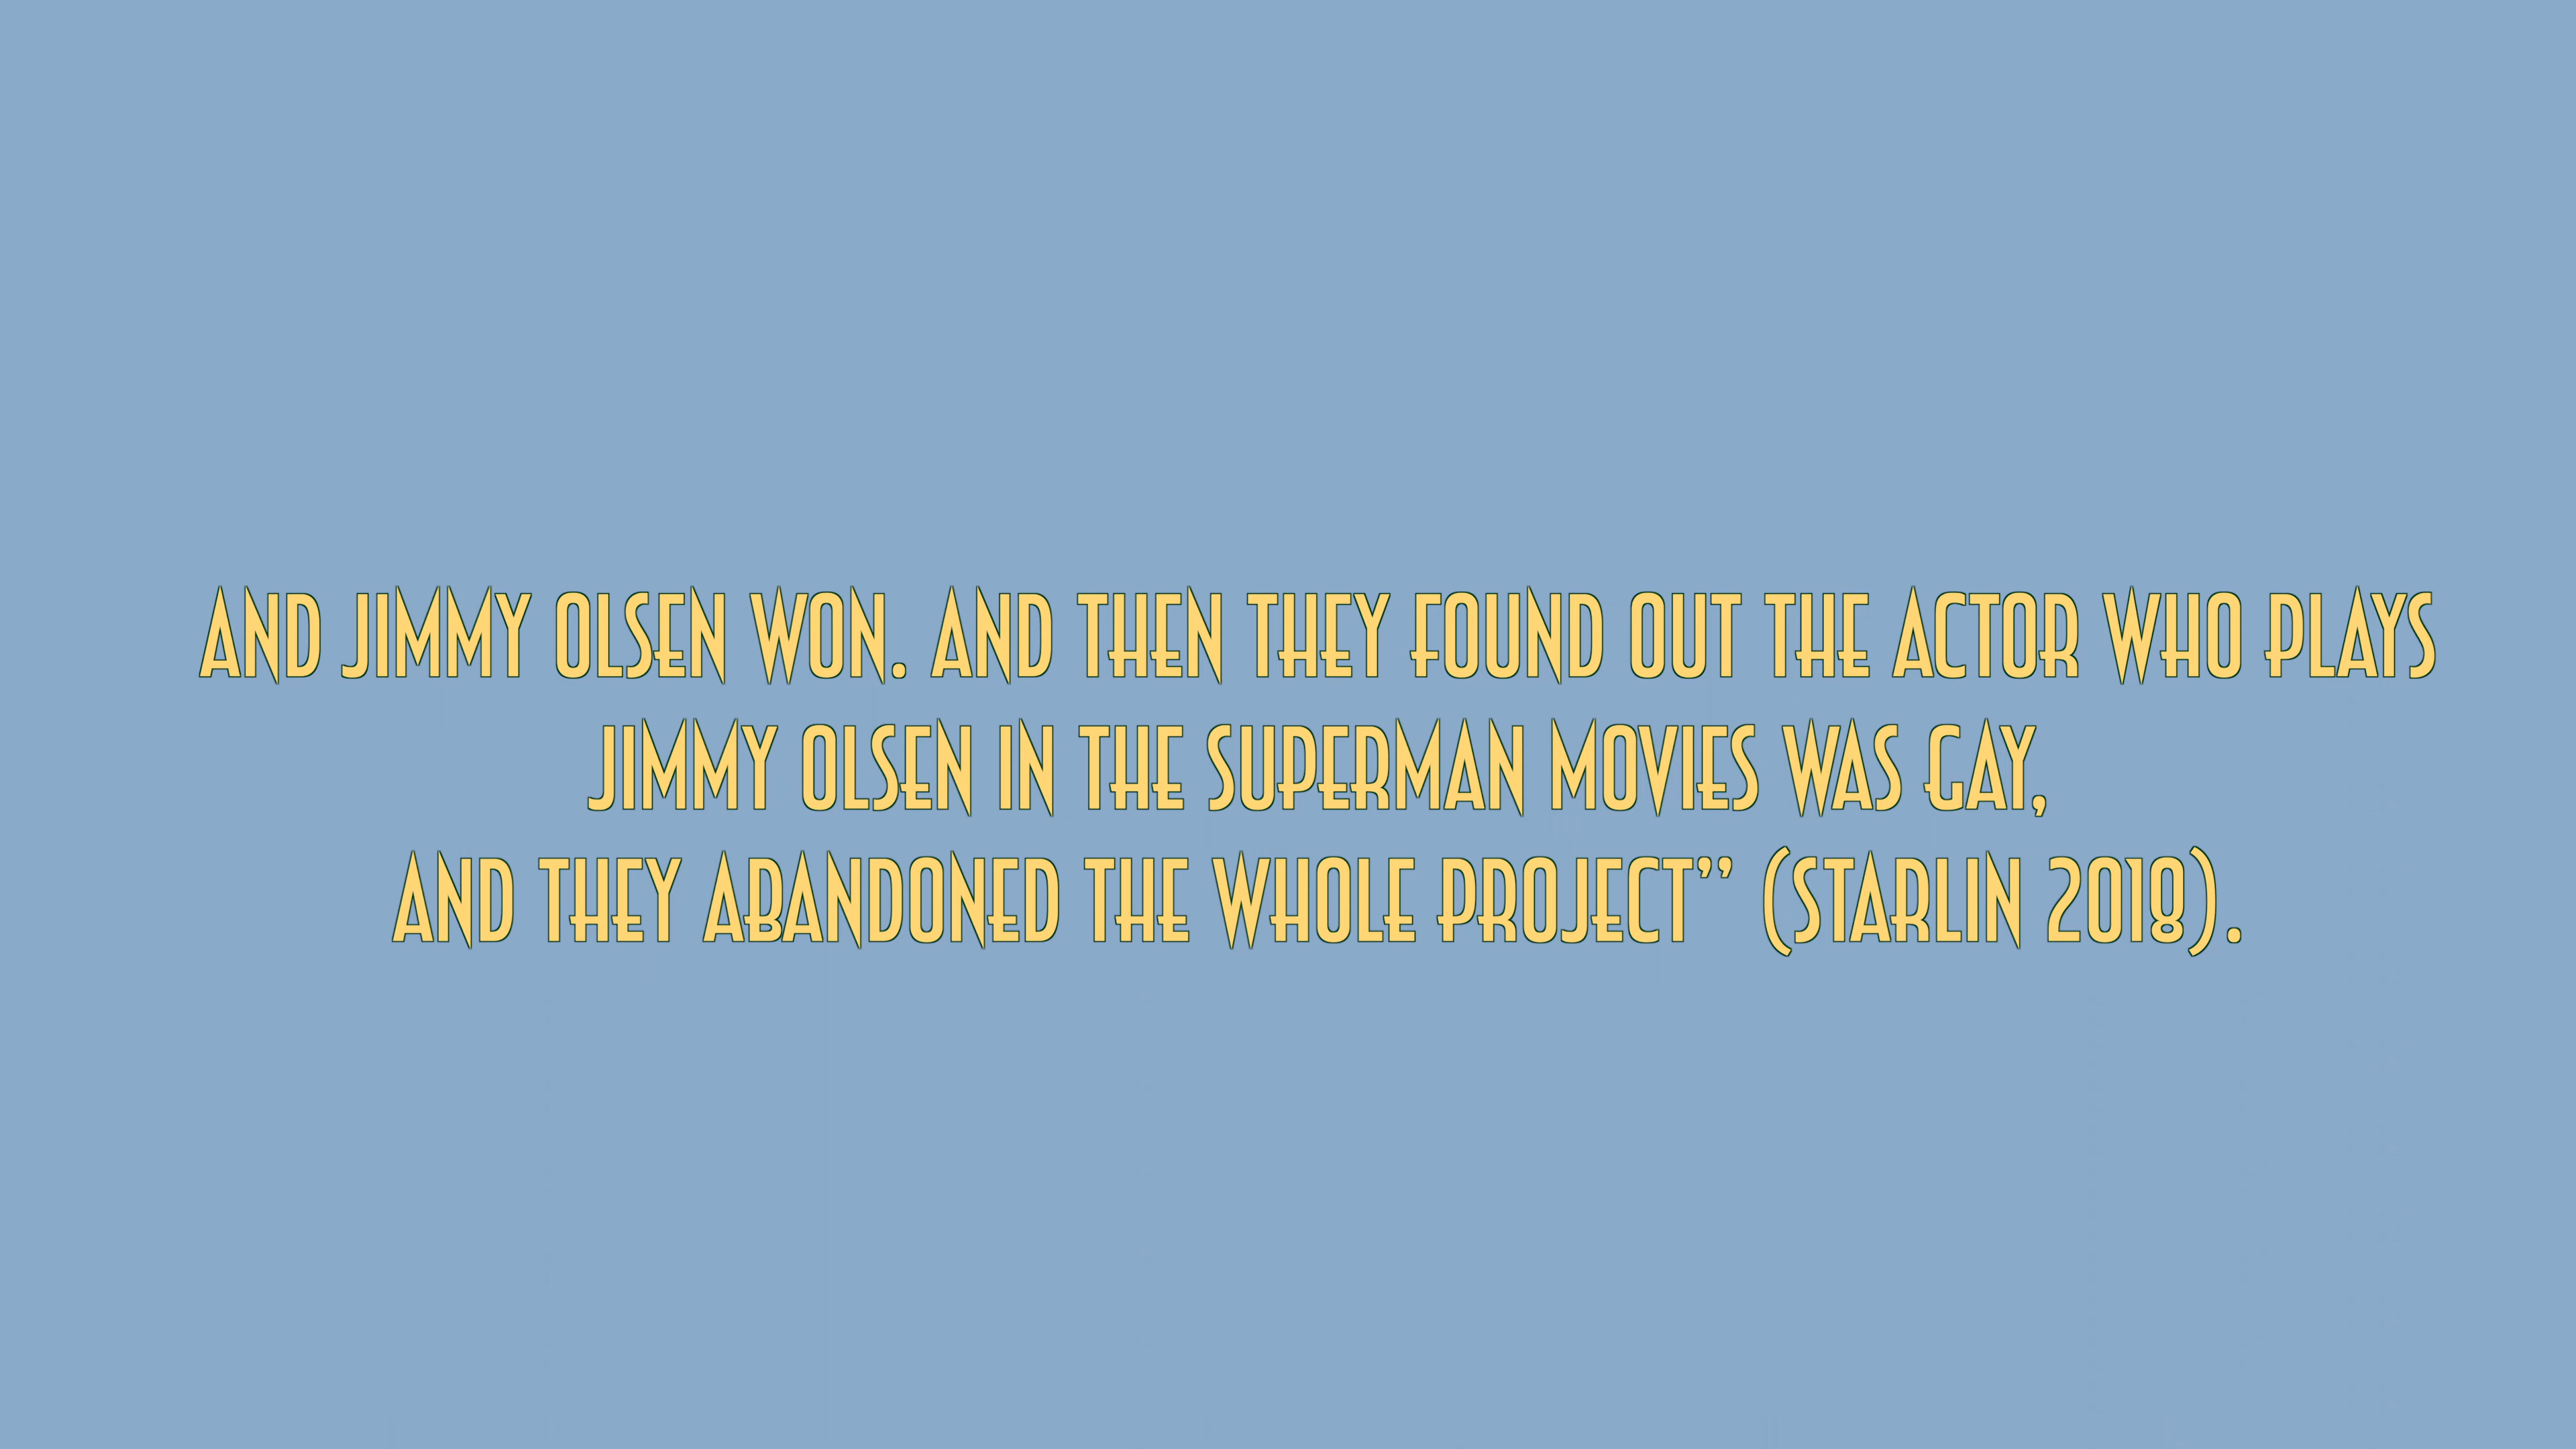 AND JIMMY OLSEN WON. AND THEN THEY FOUND OUT THE ACTOR WHO PLAYS
JIMMY OLSEN IN THE SUPERMAN MOVIES WAS GAY,
AND THEY ABANDONED THE WHOLE PROJECT” (STARLIN 2018).